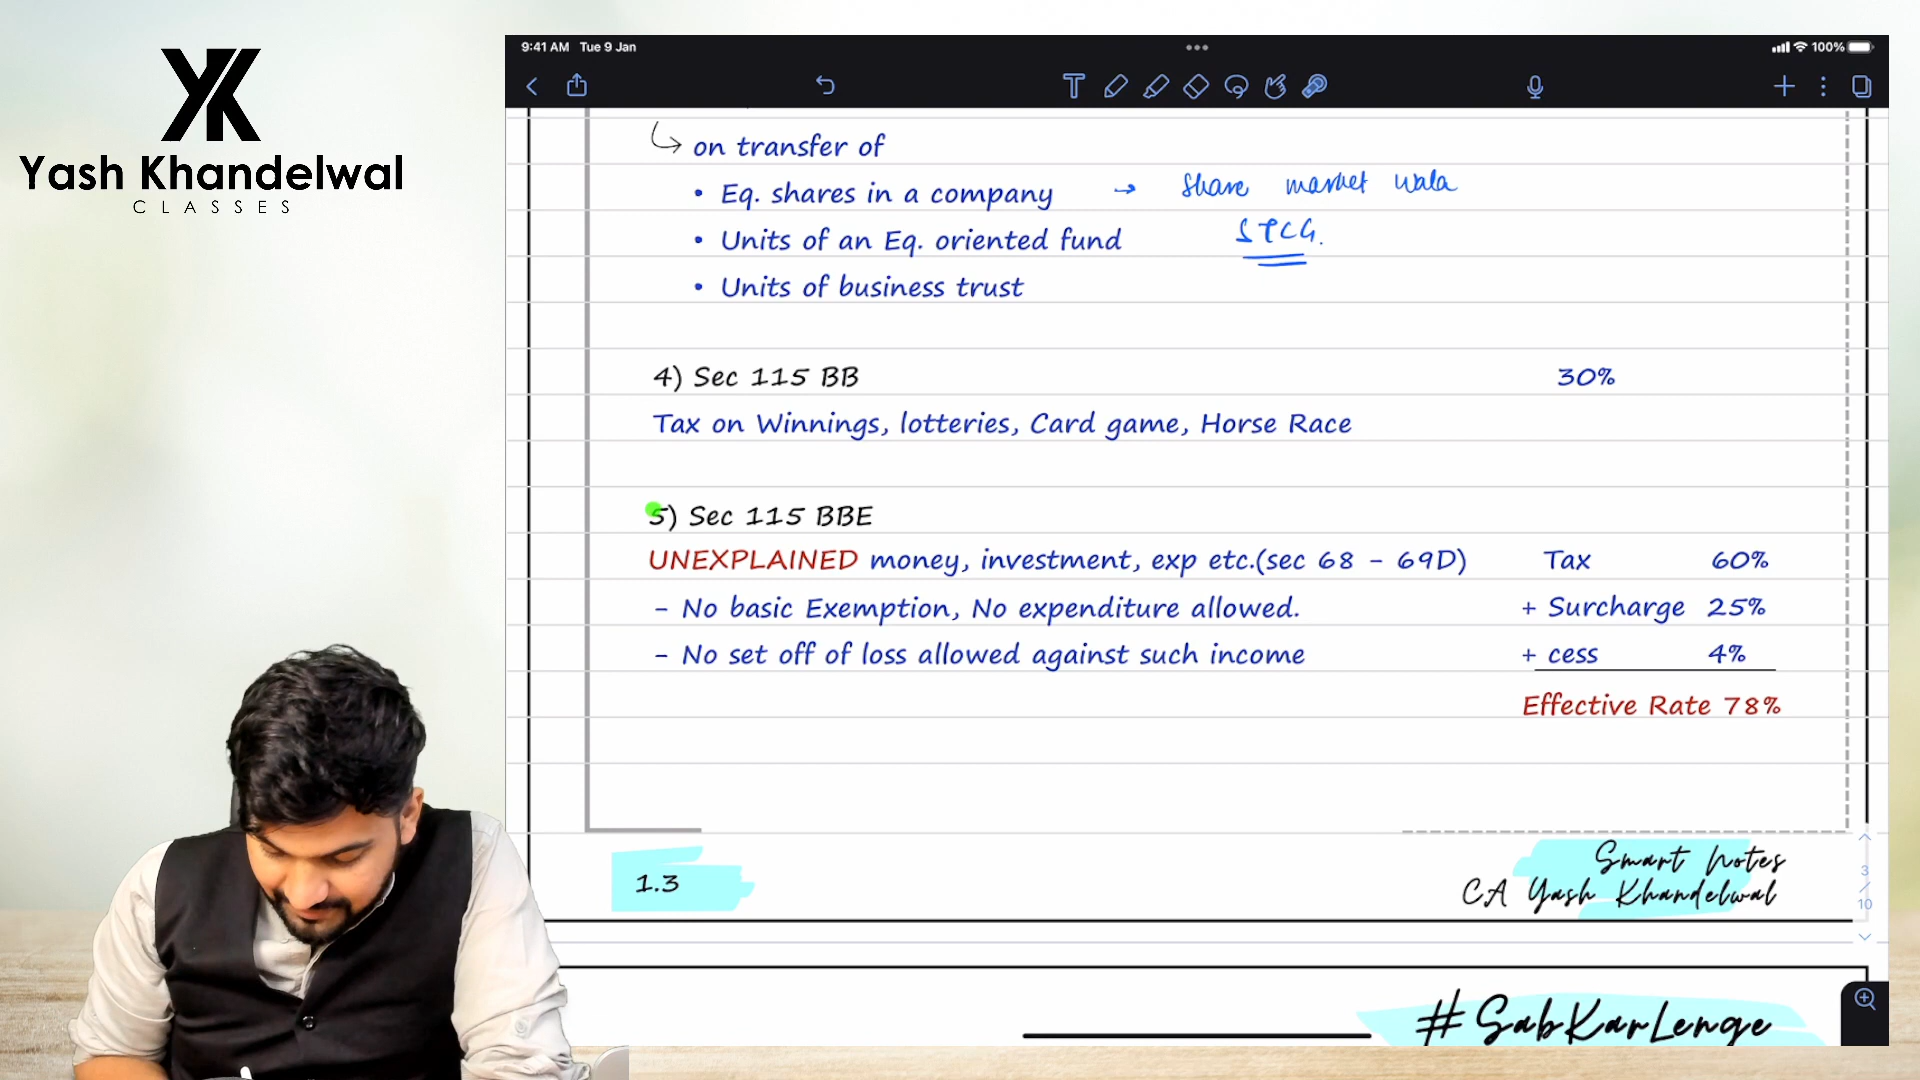 Yash Khandelwal
CLASSES
9:41 AM Tue 9 Jan
100%
on transfer of
• Eq. shares in a company → Share market wala
• Units of an Eq. oriented fund STCG.
• Units of business trust
4) Sec 115 BB 30%
Tax on Winnings, lotteries, Card game, Horse Race
5) Sec 115 BBE
UNEXPLAINED money, investment, exp etc.(sec 68 - 69D) Tax 60%
- No basic Exemption, No expenditure allowed. + Surcharge 25%
- No set off of loss allowed against such income + cess 4%
Effective Rate 78%
1.3
Smart Notes
CA Yash Khandelwal
3 / 10
#SabKarLenge